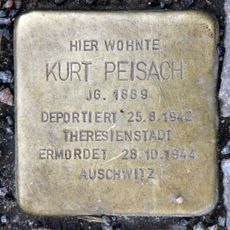 HIER WOHNTE
KURT PEISACH
JG. 1889
DEPORTIERT 25.8.1942
THERESIENSTADT
ERMORDET 28.10.1944
AUSCHWITZ